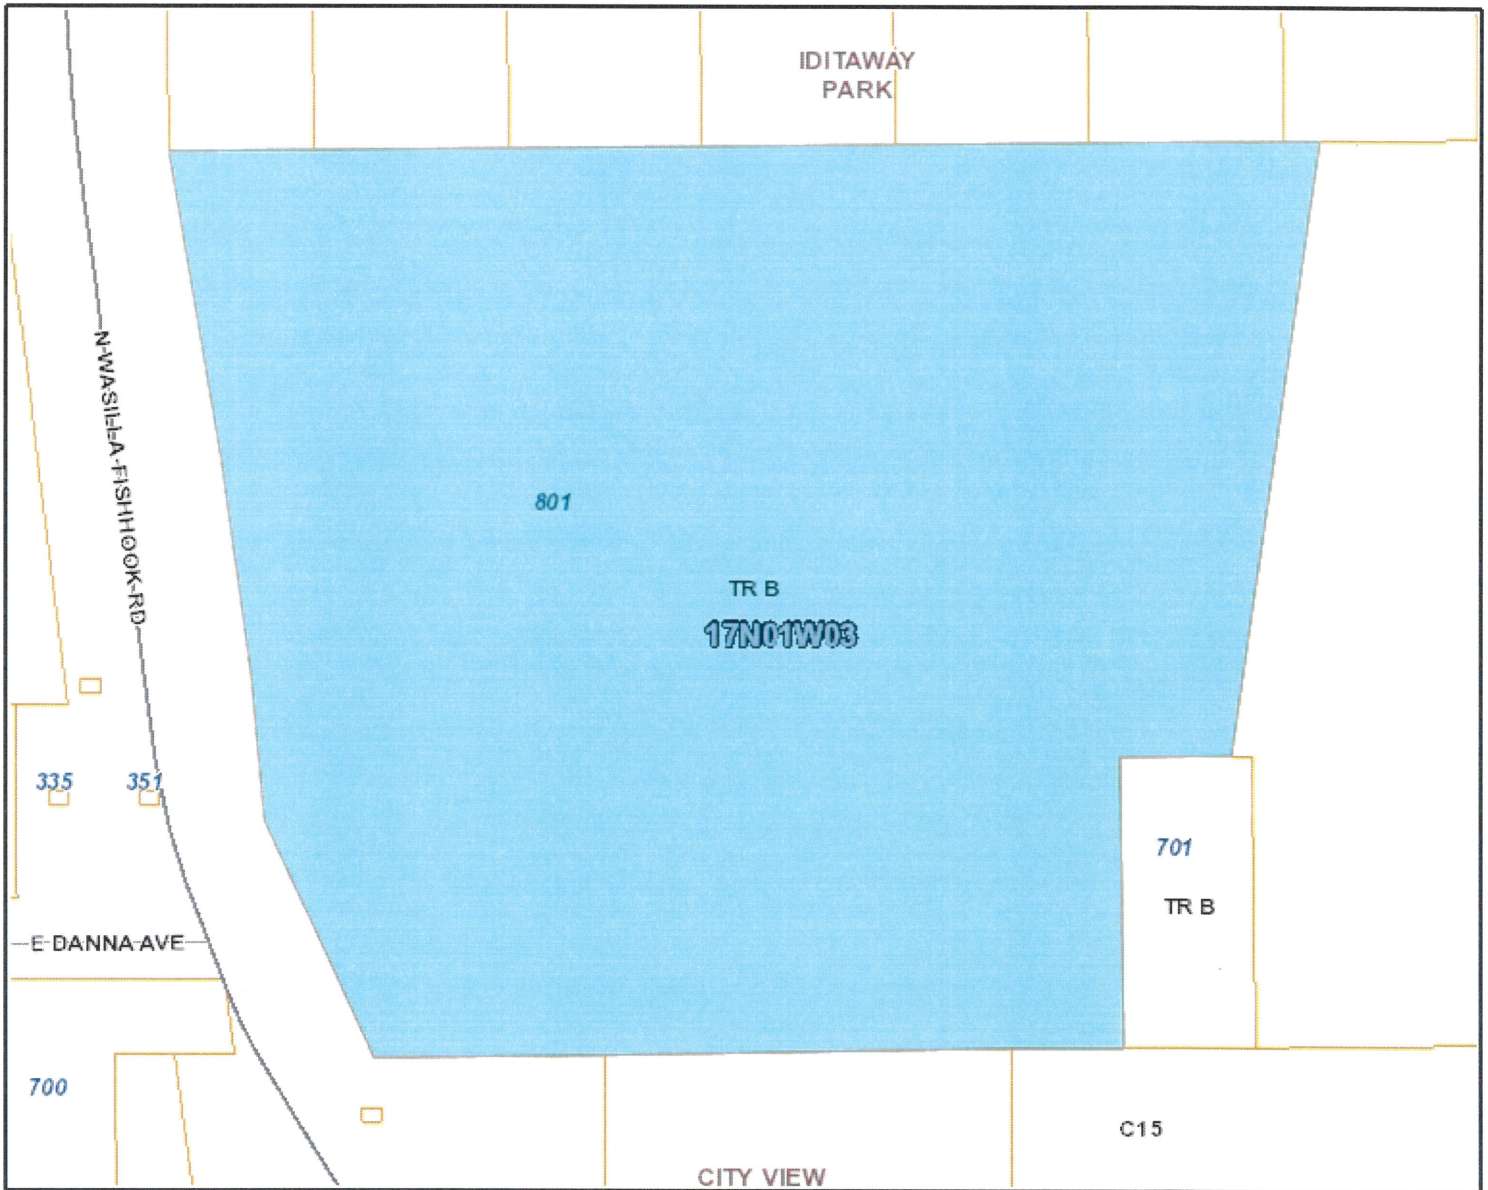 IDITAWAY
PARK
N-WASILLA-FISHHOOK-RD
801
TR B
17N01W03
335
351
701
TR B
E DANNA AVE
700
C15
CITY VIEW